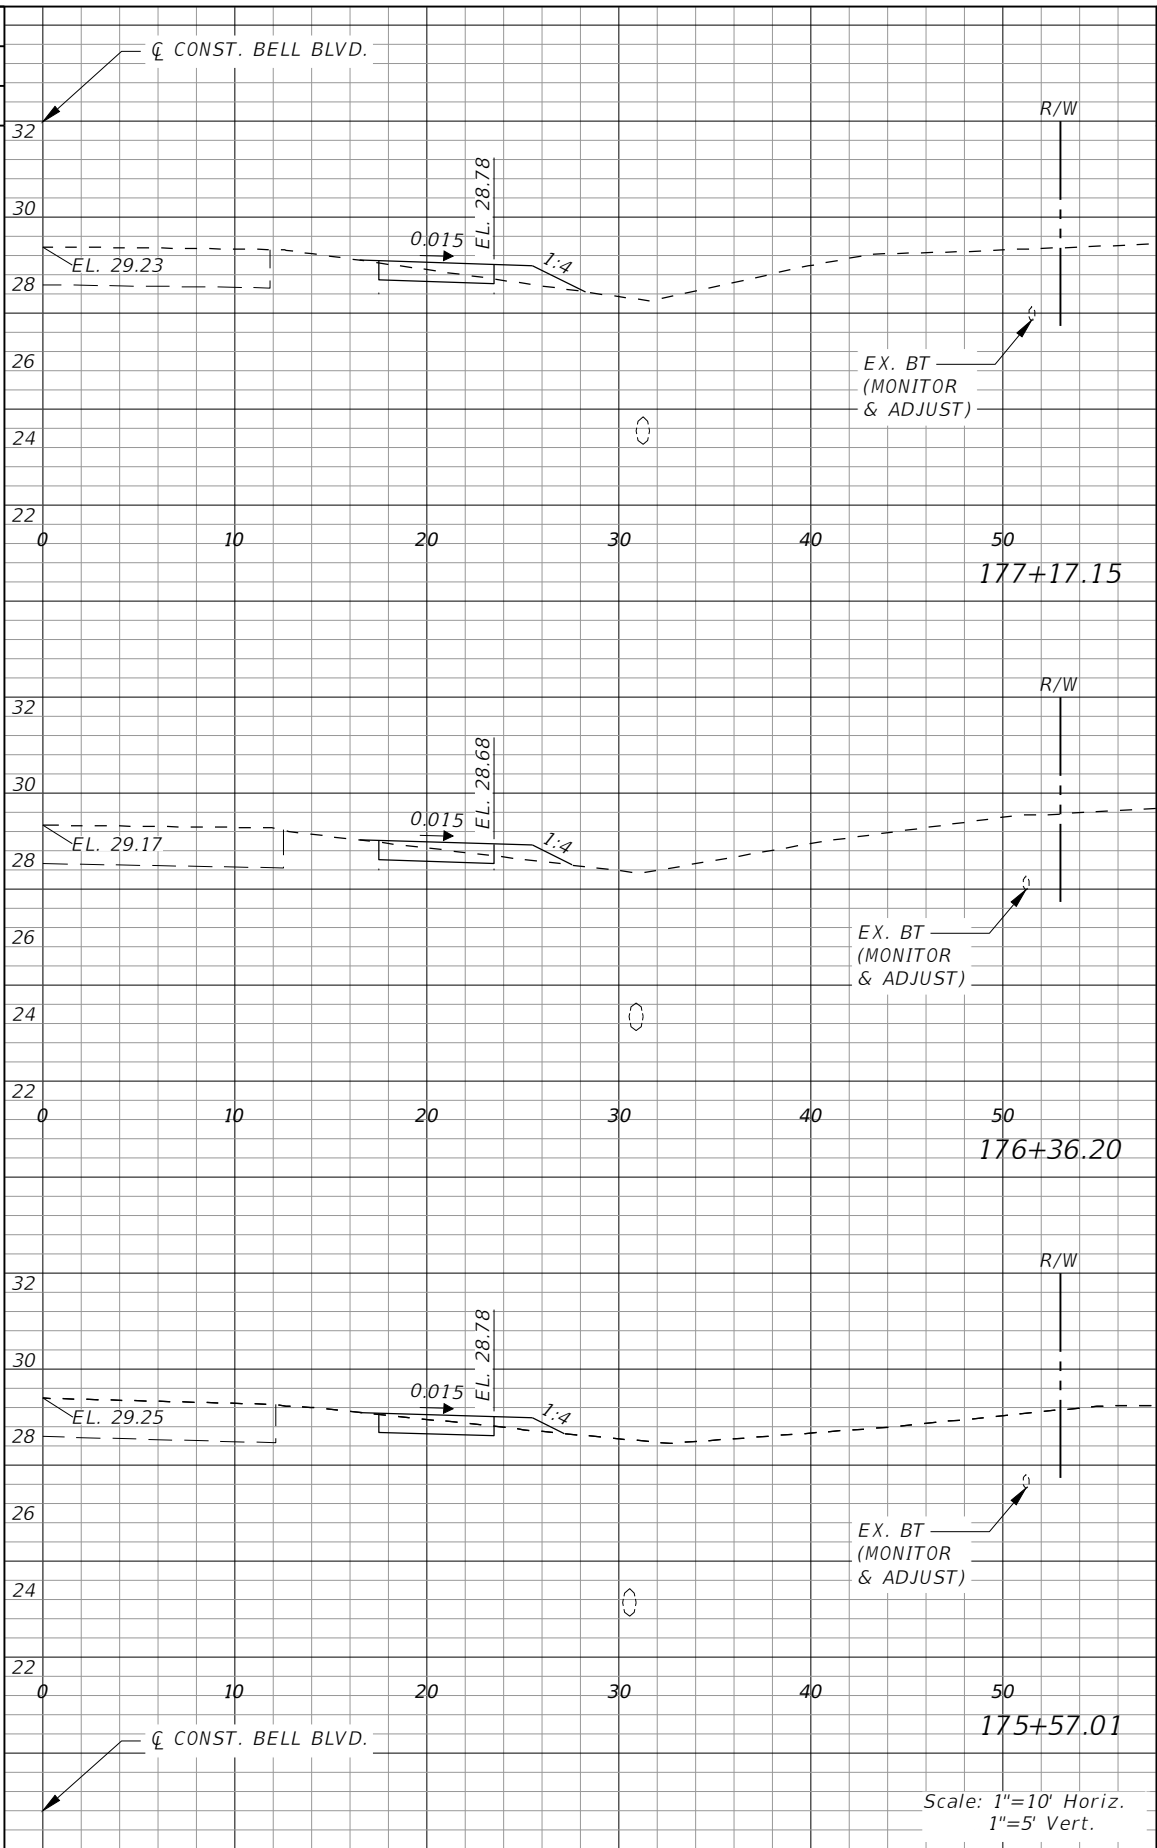 ℄ CONST. BELL BLVD.
R/W
32
30
EL. 28.78
0.015
1:4
EL. 29.23
28
26
EX. BT
(MONITOR
& ADJUST)
24
22
0 10 20 30 40 50
177+17.15
R/W
32
30
EL. 28.68
0.015
1:4
EL. 29.17
28
26
EX. BT
(MONITOR
& ADJUST)
24
22
0 10 20 30 40 50
176+36.20
R/W
32
30
EL. 28.78
0.015
1:4
EL. 29.25
28
26
EX. BT
(MONITOR
& ADJUST)
24
22
0 10 20 30 40 50
175+57.01
℄ CONST. BELL BLVD.
Scale: 1"=10' Horiz.
1"=5' Vert.